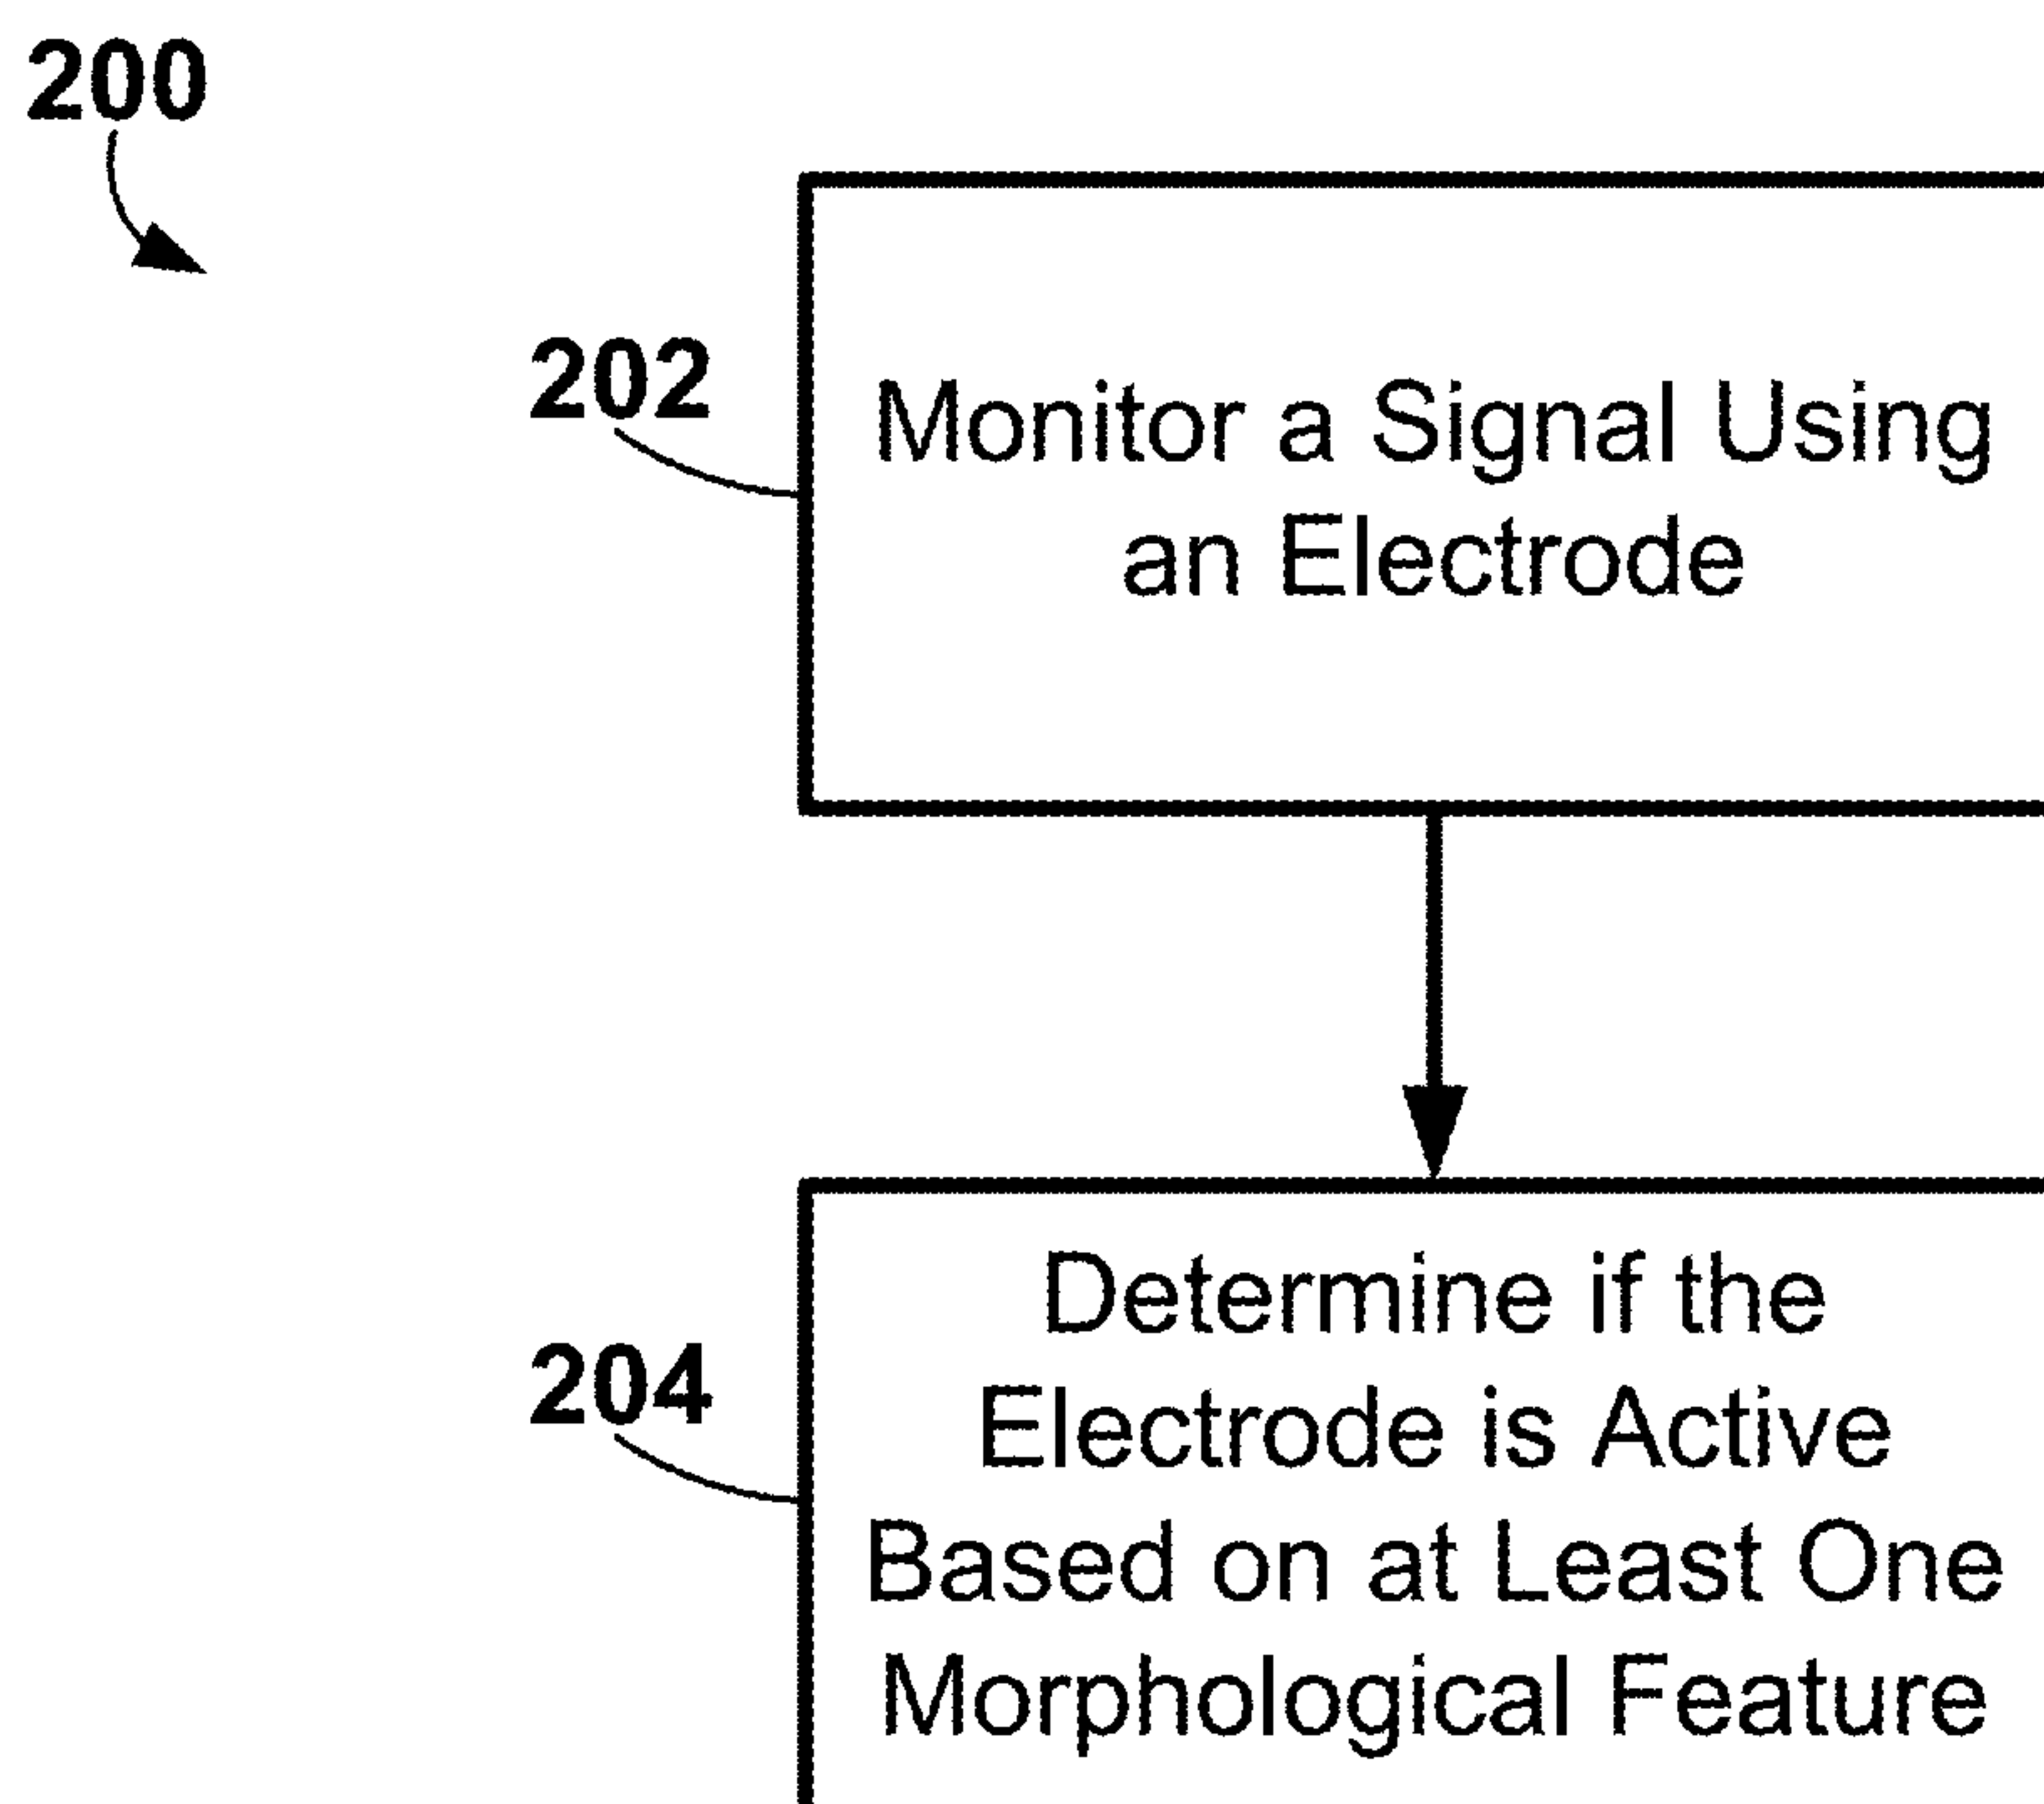 200
202
Monitor a Signal Using
an Electrode
204
Determine if the
Electrode is Active
Based on at Least One
Morphological Feature